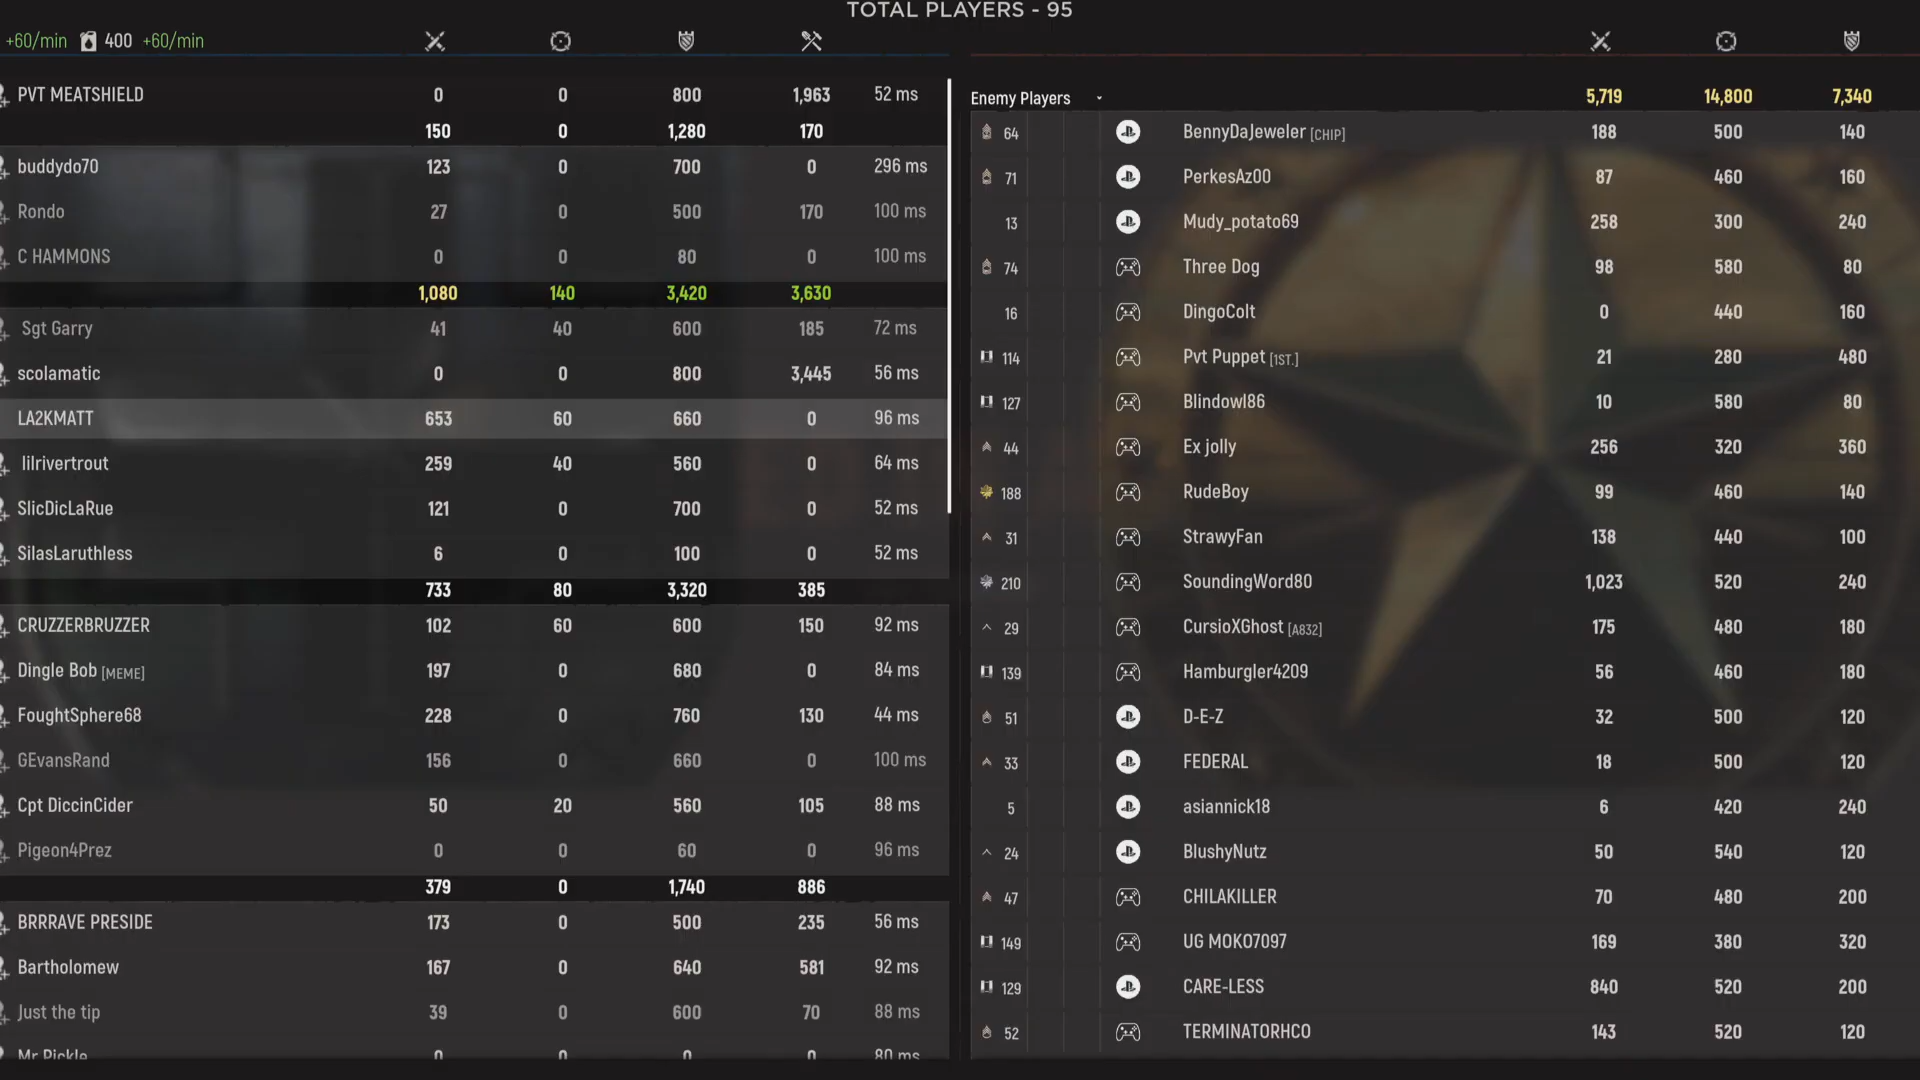 TOTAL PLAYERS - 95
+60/min 400 +60/min
PVT MEATSHIELD 0 0 800 1,963 52 ms
150 0 1,280 170
buddydo70 123 0 700 0 296 ms
Rondo 27 0 500 170 100 ms
C HAMMONS 0 0 80 0 100 ms
1,080 140 3,420 3,630
Sgt Garry 41 40 600 185 72 ms
scolamatic 0 0 800 3,445 56 ms
LA2KMATT 653 60 660 0 96 ms
lilrivertrout 259 40 560 0 64 ms
SlicDicLaRue 121 0 700 0 52 ms
SilasLaruthless 6 0 100 0 52 ms
733 80 3,320 385
CRUZZERBRUZZER 102 60 600 150 92 ms
Dingle Bob [MEME] 197 0 680 0 84 ms
FoughtSphere68 228 0 760 130 44 ms
GEvansRand 156 0 660 0 100 ms
Cpt DiccinCider 50 20 560 105 88 ms
Pigeon4Prez 0 0 60 0 96 ms
379 0 1,740 886
BRRRAVE PRESIDE 173 0 500 235 56 ms
Bartholomew 167 0 640 581 92 ms
Just the tip 39 0 600 70 88 ms
Mr Pickle 0 0 0 0 80 ms
Enemy Players 5,719 14,800 7,340
64 BennyDaJeweler [CHIP] 188 500 140
71 PerkesAz00 87 460 160
13 Mudy_potato69 258 300 240
74 Three Dog 98 580 80
16 DingoColt 0 440 160
114 Pvt Puppet [1ST.] 21 280 480
127 Blindowl86 10 580 80
44 Ex jolly 256 320 360
188 RudeBoy 99 460 140
31 StrawyFan 138 440 100
210 SoundingWord80 1,023 520 240
29 CursioXGhost [A832] 175 480 180
139 Hamburgler4209 56 460 180
51 D-E-Z 32 500 120
33 FEDERAL 18 500 120
5 asiannick18 6 420 240
24 BlushyNutz 50 540 120
47 CHILAKILLER 70 480 200
149 UG MOKO7097 169 380 320
129 CARE-LESS 840 520 200
52 TERMINATORHCO 143 520 120